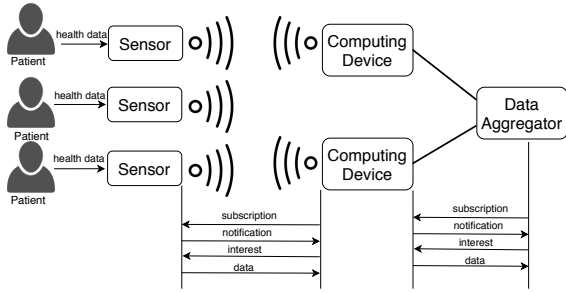 health data
Sensor
Computing
Device
Patient
health data
Sensor
Data
Aggregator
Patient
health data
Sensor
Computing
Device
Patient
subscription
notification
interest
data
subscription
notification
interest
data